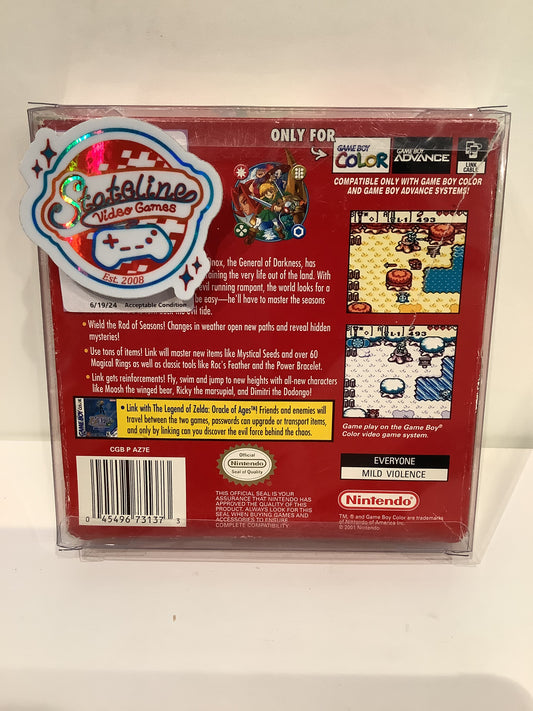 Stateline
Video Games
Est. 2008
6/19/24 Acceptable Condition
ONLY FOR
GAME BOY
COLOR
GAME BOY
ADVANCE
LINK
CABLE
COMPATIBLE ONLY WITH GAME BOY COLOR
AND GAME BOY ADVANCE SYSTEMS!
nox, the General of Darkness, has
raining the very life out of the land. With
evil running rampant, the world looks for a
be easy—he'll have to master the seasons
ride.
• Wield the Rod of Seasons! Changes in weather open new paths and reveal hidden
mysteries!
• Use tons of items! Link will master new items like Mystical Seeds and over 60
Magical Rings as well as classic tools like Roc's Feather and the Power Bracelet.
• Link gets reinforcements! Fly, swim and jump to new heights with all-new characters
like Moosh the winged bear, Ricky the marsupial, and Dimitri the Dodongo!
• Link with The Legend of Zelda: Oracle of Ages™! Friends and enemies will
travel between the two games, passwords can upgrade or transport items,
and only by linking can you discover the evil force behind the chaos.
GAME BOY COLOR
L1 493
L1 493
Game play on the Game Boy®
Color video game system.
CGB P AZ7E
0 45496 73137 3
Official
Nintendo
Seal of Quality
THIS OFFICIAL SEAL IS YOUR
ASSURANCE THAT NINTENDO HAS
APPROVED THE QUALITY OF THIS
PRODUCT. ALWAYS LOOK FOR THIS
SEAL WHEN BUYING GAMES AND
ACCESSORIES TO ENSURE
COMPLETE COMPATIBILITY.
EVERYONE
MILD VIOLENCE
Nintendo
TM, ® and Game Boy Color are trademarks
of Nintendo of America Inc.
© 2001 Nintendo.